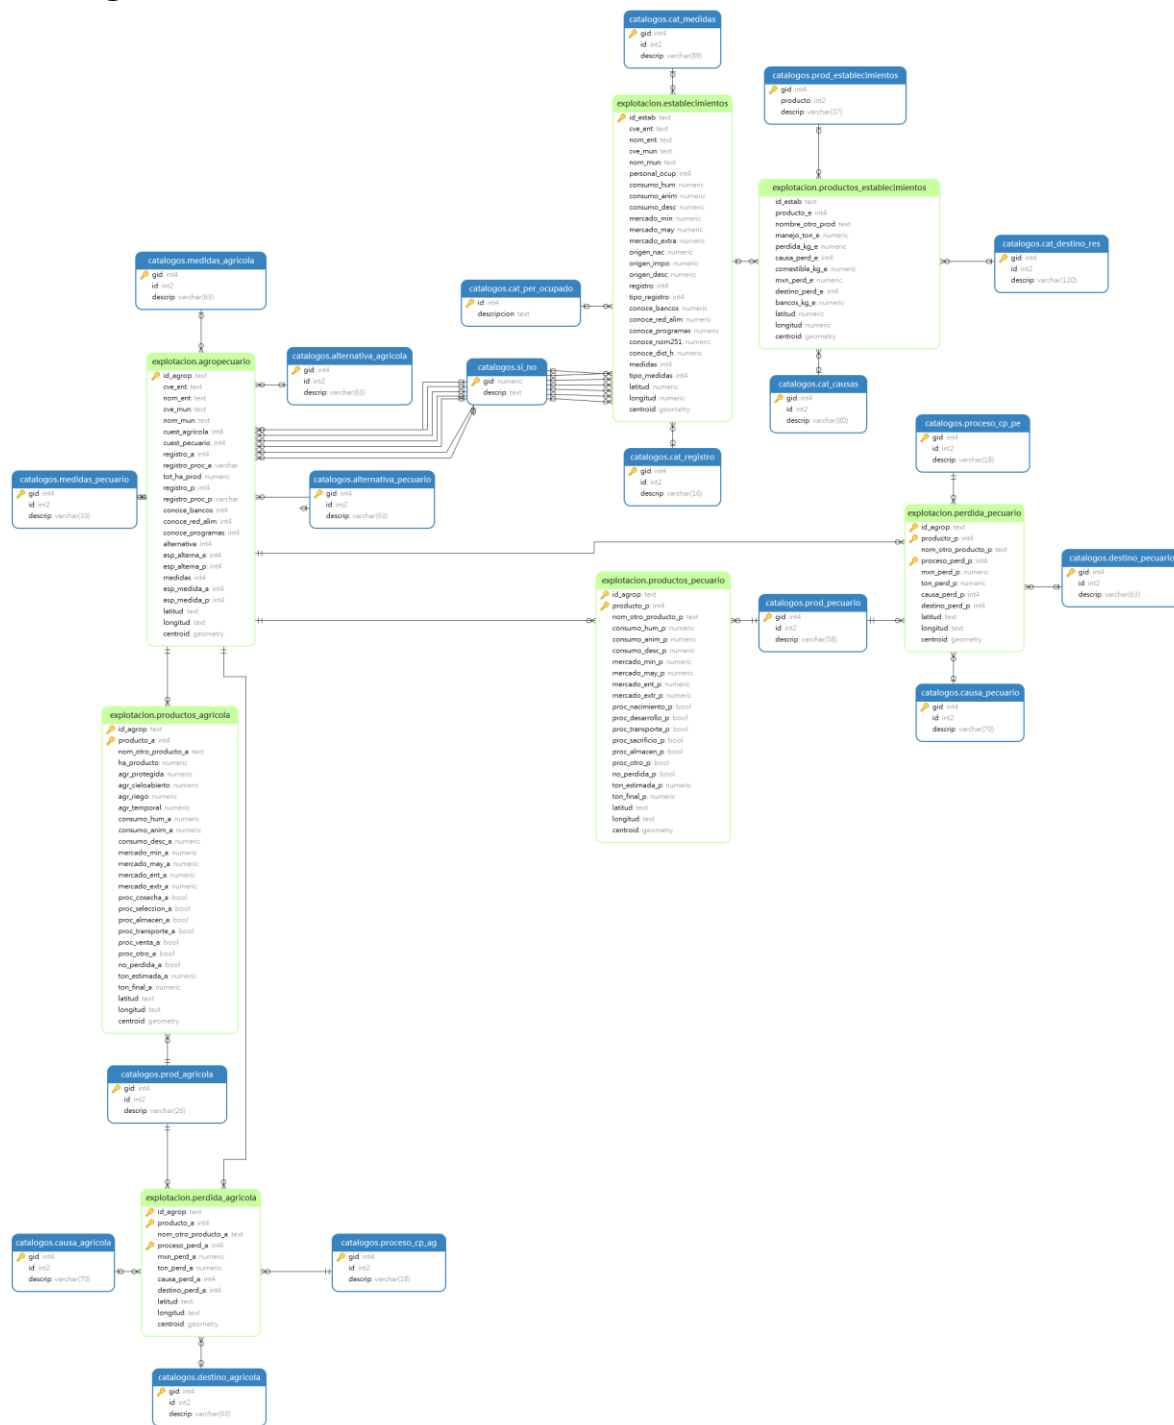 catalogos.cat_medidas
gid: int4
id: int2
descrip: varchar(89)
catalogos.prod_establecimientos
gid: int4
producto: int2
descrip: varchar(37)
explotacion.establecimientos
id_estab: text
cve_ent: text
nom_ent: text
cve_mun: text
nom_mun: text
personal_ocup: int4
consumo_hum: numeric
consumo_anim: numeric
consumo_desc: numeric
mercado_min: numeric
mercado_may: numeric
mercado_extra: numeric
origen_nac: numeric
origen_impo: numeric
origen_desc: numeric
registro: int4
tipo_registro: int4
conoce_bancos: numeric
conoce_red_alim: numeric
conoce_programas: numeric
conoce_nom251: numeric
conoce_dist_h: numeric
medidas: int4
tipo_medidas: int4
latitud: numeric
longitud: numeric
centroid: geometry
explotacion.productos_establecimientos
id_estab: text
producto_e: int4
nombre_otro_prod: text
manejo_ton_e: numeric
perdida_kg_e: numeric
causa_perd_e: int4
comestible_kg_e: numeric
mxn_perd_e: numeric
destino_perd_e: int4
bancos_kg_e: numeric
latitud: numeric
longitud: numeric
centroid: geometry
catalogos.cat_destino_res
gid: int4
id: int2
descrip: varchar(120)
catalogos.medidas_agricola
gid: int4
id: int2
descrip: varchar(63)
catalogos.cat_per_ocupado
id: int4
descripcion: text
catalogos.alternativa_agricola
gid: int4
id: int2
descrip: varchar(63)
catalogos.si_no
gid: numeric
descrip: text
catalogos.cat_causas
gid: int4
id: int2
descrip: varchar(80)
explotacion.agropecuario
id_agrop: text
cve_ent: text
nom_ent: text
cve_mun: text
nom_mun: text
cuest_agricola: int4
cuest_pecuario: int4
registro_a: int4
registro_proc_a: varchar
tot_ha_prod: numeric
registro_p: int4
registro_proc_p: varchar
conoce_bancos: int4
conoce_red_alim: int4
conoce_programas: int4
alternativa: int4
esp_alterna_a: int4
esp_alterna_p: int4
medidas: int4
esp_medida_a: int4
esp_medida_p: int4
latitud: text
longitud: text
centroid: geometry
catalogos.cat_registro
gid: int4
id: int2
descrip: varchar(16)
catalogos.proceso_cp_pe
gid: int4
id: int2
descrip: varchar(18)
catalogos.medidas_pecuario
gid: int4
id: int2
descrip: varchar(33)
catalogos.alternativa_pecuario
gid: int4
id: int2
descrip: varchar(63)
explotacion.perdida_pecuario
id_agrop: text
producto_p: int4
nom_otro_producto_p: text
proceso_perd_p: int4
mxn_perd_p: numeric
ton_perd_p: numeric
causa_perd_p: int4
destino_perd_p: int4
latitud: text
longitud: text
centroid: geometry
catalogos.destino_pecuario
gid: int4
id: int2
descrip: varchar(63)
explotacion.productos_pecuario
id_agrop: text
producto_p: int4
nom_otro_producto_p: text
consumo_hum_p: numeric
consumo_anim_p: numeric
consumo_desc_p: numeric
mercado_min_p: numeric
mercado_may_p: numeric
mercado_ent_p: numeric
mercado_extr_p: numeric
proc_nacimiento_p: bool
proc_desarrollo_p: bool
proc_transporte_p: bool
proc_sacrificio_p: bool
proc_almacen_p: bool
proc_otro_p: bool
no_perdida_p: bool
ton_estimada_p: numeric
ton_final_p: numeric
latitud: text
longitud: text
centroid: geometry
catalogos.prod_pecuario
gid: int4
id: int2
descrip: varchar(58)
catalogos.causa_pecuario
gid: int4
id: int2
descrip: varchar(70)
explotacion.productos_agricola
id_agrop: text
producto_a: int4
nom_otro_producto_a: text
ha_producto: numeric
agr_protegida: numeric
agr_cieloabierto: numeric
agr_riego: numeric
agr_temporal: numeric
consumo_hum_a: numeric
consumo_anim_a: numeric
consumo_desc_a: numeric
mercado_min_a: numeric
mercado_may_a: numeric
mercado_ent_a: numeric
mercado_extr_a: numeric
proc_cosecha_a: bool
proc_seleccion_a: bool
proc_almacen_a: bool
proc_transporte_a: bool
proc_venta_a: bool
proc_otro_a: bool
no_perdida_a: bool
ton_estimada_a: numeric
ton_final_a: numeric
latitud: text
longitud: text
centroid: geometry
catalogos.prod_agricola
gid: int4
id: int2
descrip: varchar(26)
explotacion.perdida_agricola
id_agrop: text
producto_a: int4
nom_otro_producto_a: text
proceso_perd_a: int4
mxn_perd_a: numeric
ton_perd_a: numeric
causa_perd_a: int4
destino_perd_a: int4
latitud: text
longitud: text
centroid: geometry
catalogos.causa_agricola
gid: int4
id: int2
descrip: varchar(70)
catalogos.proceso_cp_ag
gid: int4
id: int2
descrip: varchar(18)
catalogos.destino_agricola
gid: int4
id: int2
descrip: varchar(63)